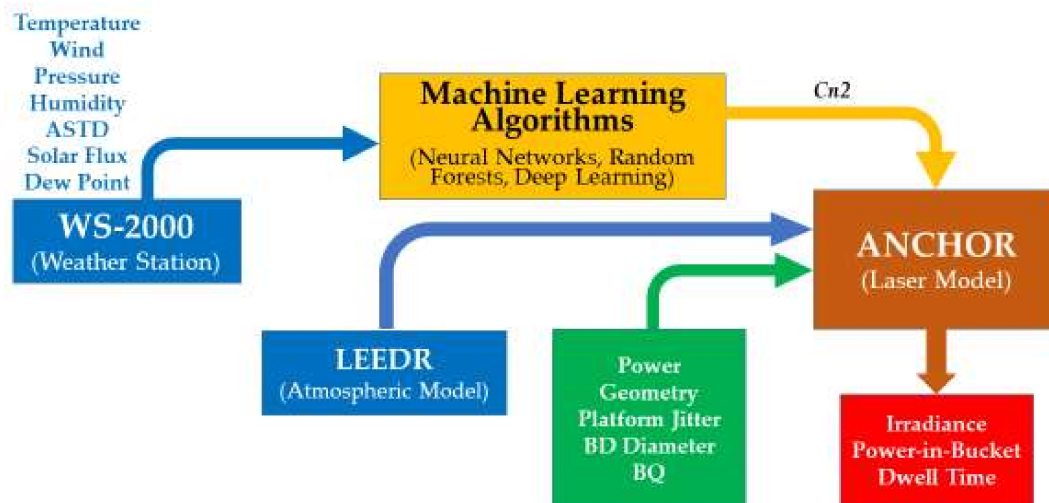 Temperature
Wind
Pressure
Humidity
ASTD
Solar Flux
Dew Point
WS-2000
(Weather Station)
Machine Learning
Algorithms
(Neural Networks, Random
Forests, Deep Learning)
Cn2
ANCHOR
(Laser Model)
LEEDR
(Atmospheric Model)
Power
Geometry
Platform Jitter
BD Diameter
BQ
Irradiance
Power-in-Bucket
Dwell Time